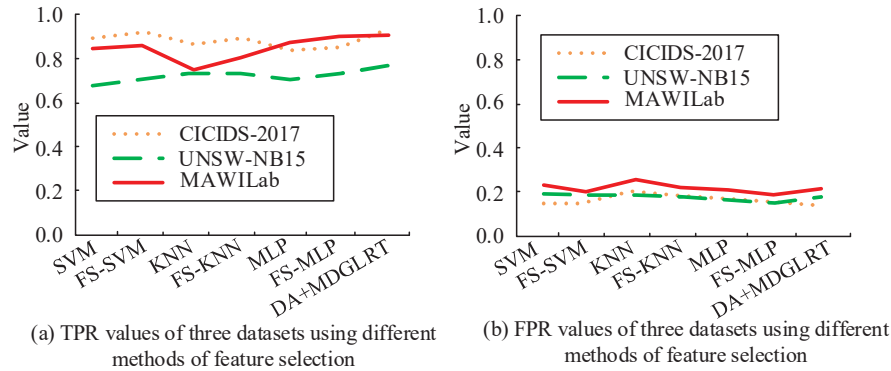 1.0
0.8
0.6
0.4
0.2
0.0
Value
CICIDS-2017
UNSW-NB15
MAWILab
SVM
FS-SVM
KNN
FS-KNN
MLP
FS-MLP
DA+MDGLRT
(a) TPR values of three datasets using different
methods of feature selection
1.0
0.8
0.6
0.4
0.2
0.0
Value
CICIDS-2017
UNSW-NB15
MAWILab
SVM
FS-SVM
KNN
FS-KNN
MLP
FS-MLP
DA+MDGLRT
(b) FPR values of three datasets using different
methods of feature selection